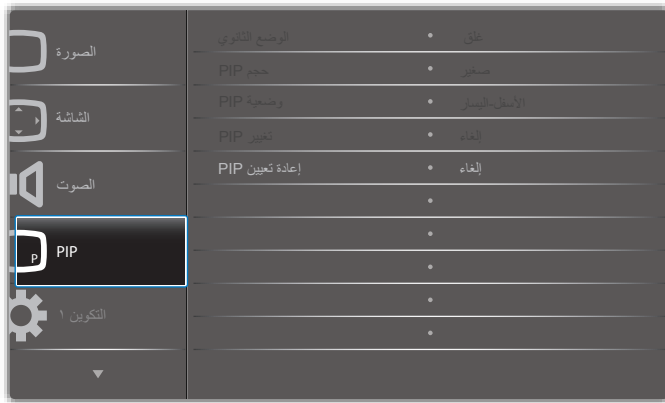 الصورة
الشاشة
الصوت
PIP
التكوين ١
الوضع الثانوي • غلق
حجم PIP • صغير
وضعية PIP • الأسفل-اليسار
تغيير PIP • إلغاء
إعادة تعيين PIP • إلغاء